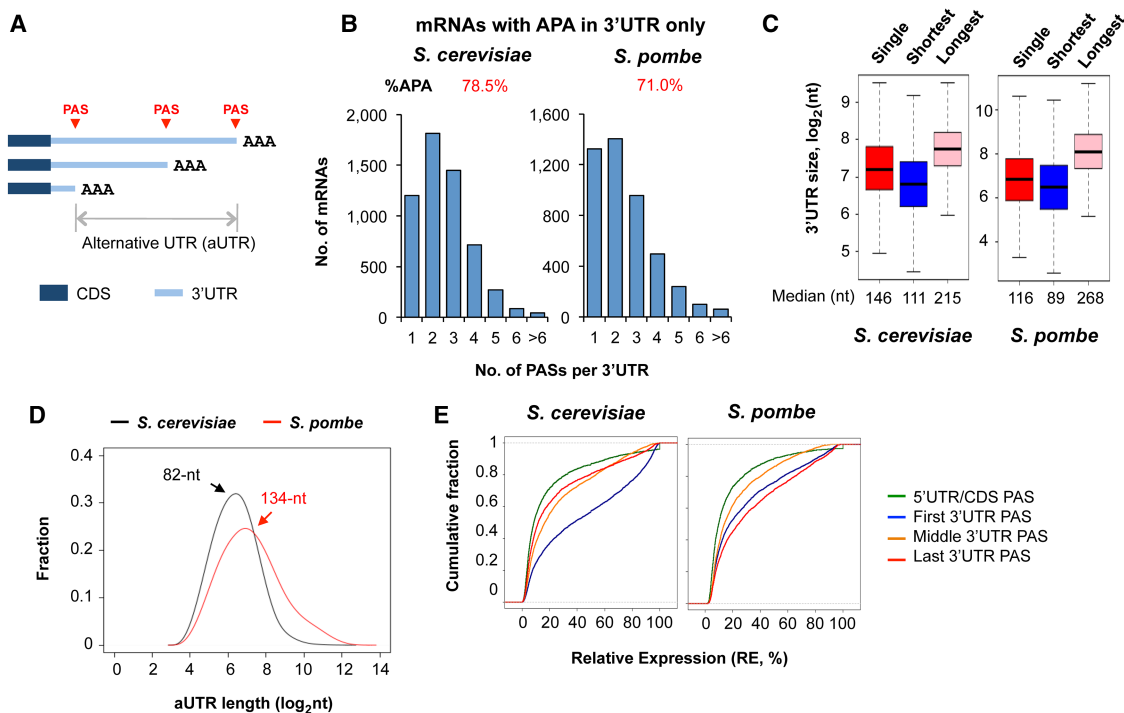 A
PAS PAS PAS
AAA
AAA
AAA
Alternative UTR (aUTR)
CDS 3'UTR
B
mRNAs with APA in 3'UTR only
S. cerevisiae S. pombe
%APA 78.5% 71.0%
No. of mRNAs
2,000
1,500
1,000
500
0
1 2 3 4 5 6 >6
1,600
1,200
800
400
0
1 2 3 4 5 6 >6
No. of PASs per 3'UTR
C
Single Shortest Longest Single Shortest Longest
3'UTR size, log2(nt)
9
8
7
6
5
10
8
6
4
Median (nt) 146 111 215 116 89 268
S. cerevisiae S. pombe
D
S. cerevisiae S. pombe
Fraction
0.4
0.3
0.2
0.1
0
82-nt
134-nt
0 2 4 6 8 10 12 14
aUTR length (log2nt)
E
S. cerevisiae S. pombe
Cumulative fraction
1
0.8
0.6
0.4
0.2
0
0 20 40 60 80 100 0 20 40 60 80 100
Relative Expression (RE, %)
5'UTR/CDS PAS
First 3'UTR PAS
Middle 3'UTR PAS
Last 3'UTR PAS